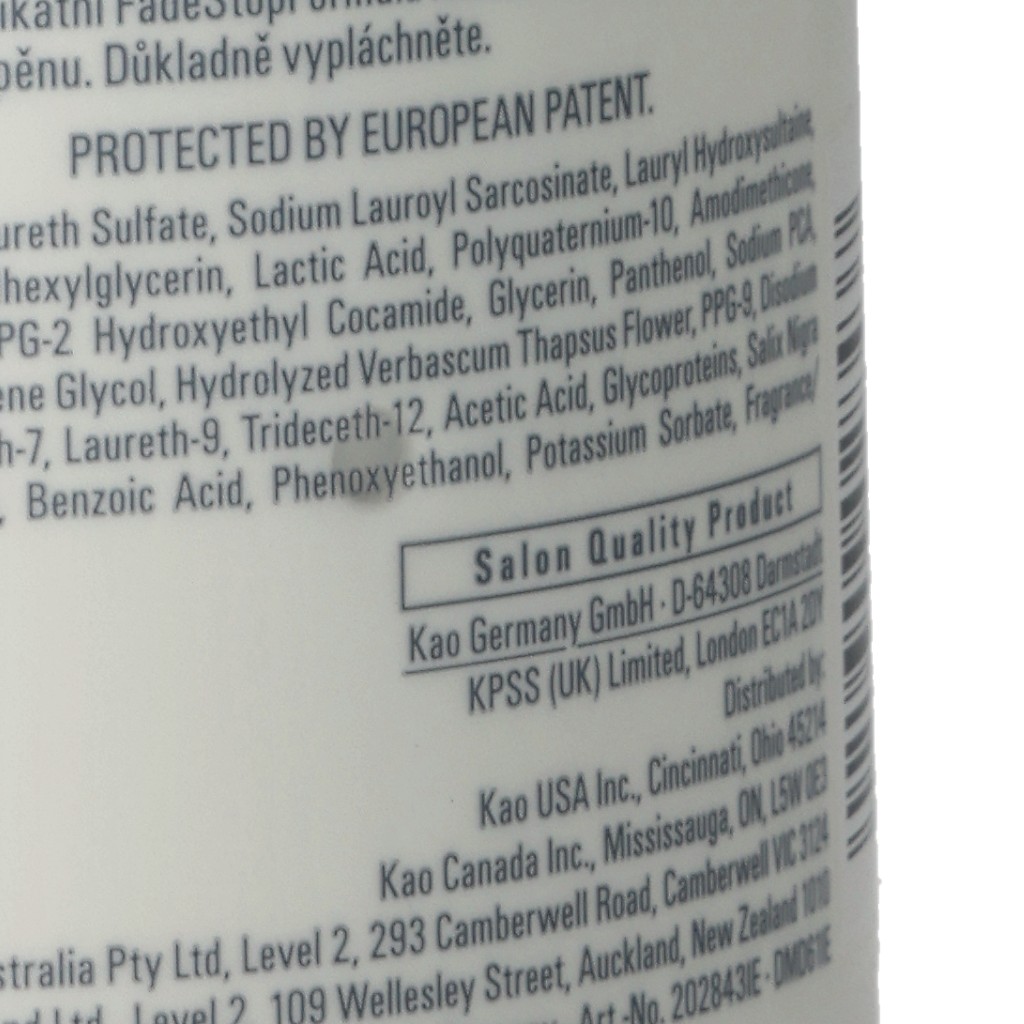 FadeStop
pěnu. Důkladně vypláchněte.
PROTECTED BY EUROPEAN PATENT.
ureth Sulfate, Sodium Lauroyl Sarcosinate, Lauryl Hydroxysultaine,
hexylglycerin, Lactic Acid, Polyquaternium-10, Amodimethicone,
PG-2 Hydroxyethyl Cocamide, Glycerin, Panthenol, Sodium PCA,
ene Glycol, Hydrolyzed Verbascum Thapsus Flower, PPG-9, Disodium
h-7, Laureth-9, Trideceth-12, Acetic Acid, Glycoproteins, Salix Nigra
, Benzoic Acid, Phenoxyethanol, Potassium Sorbate, Fragrance/
Salon Quality Product
Kao Germany GmbH · D-64308 Darmstadt
KPSS (UK) Limited, London EC1A 2DY
Distributed by:
Kao USA Inc., Cincinnati, Ohio 45214
Kao Canada Inc., Mississauga, ON, L5W 0E3
stralia Pty Ltd, Level 2, 293 Camberwell Road, Camberwell VIC 3124
nd Ltd, Level 2, 109 Wellesley Street, Auckland, New Zealand 1010
Art.-No. 202843IE · DM061E